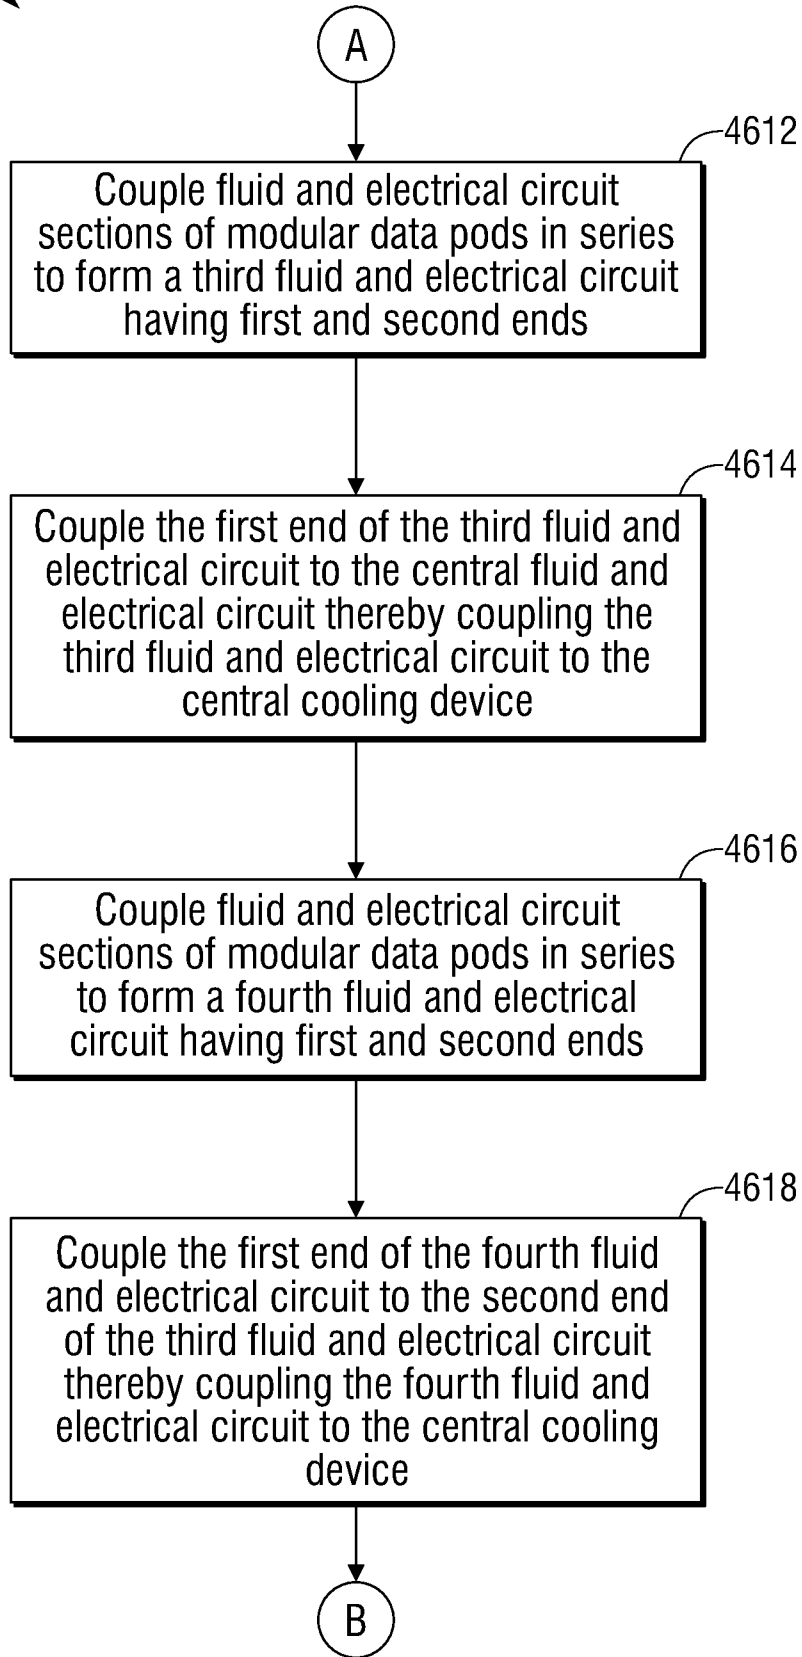 A
4612
Couple fluid and electrical circuit
sections of modular data pods in series
to form a third fluid and electrical circuit
having first and second ends
4614
Couple the first end of the third fluid and
electrical circuit to the central fluid and
electrical circuit thereby coupling the
third fluid and electrical circuit to the
central cooling device
4616
Couple fluid and electrical circuit
sections of modular data pods in series
to form a fourth fluid and electrical
circuit having first and second ends
4618
Couple the first end of the fourth fluid
and electrical circuit to the second end
of the third fluid and electrical circuit
thereby coupling the fourth fluid and
electrical circuit to the central cooling
device
B